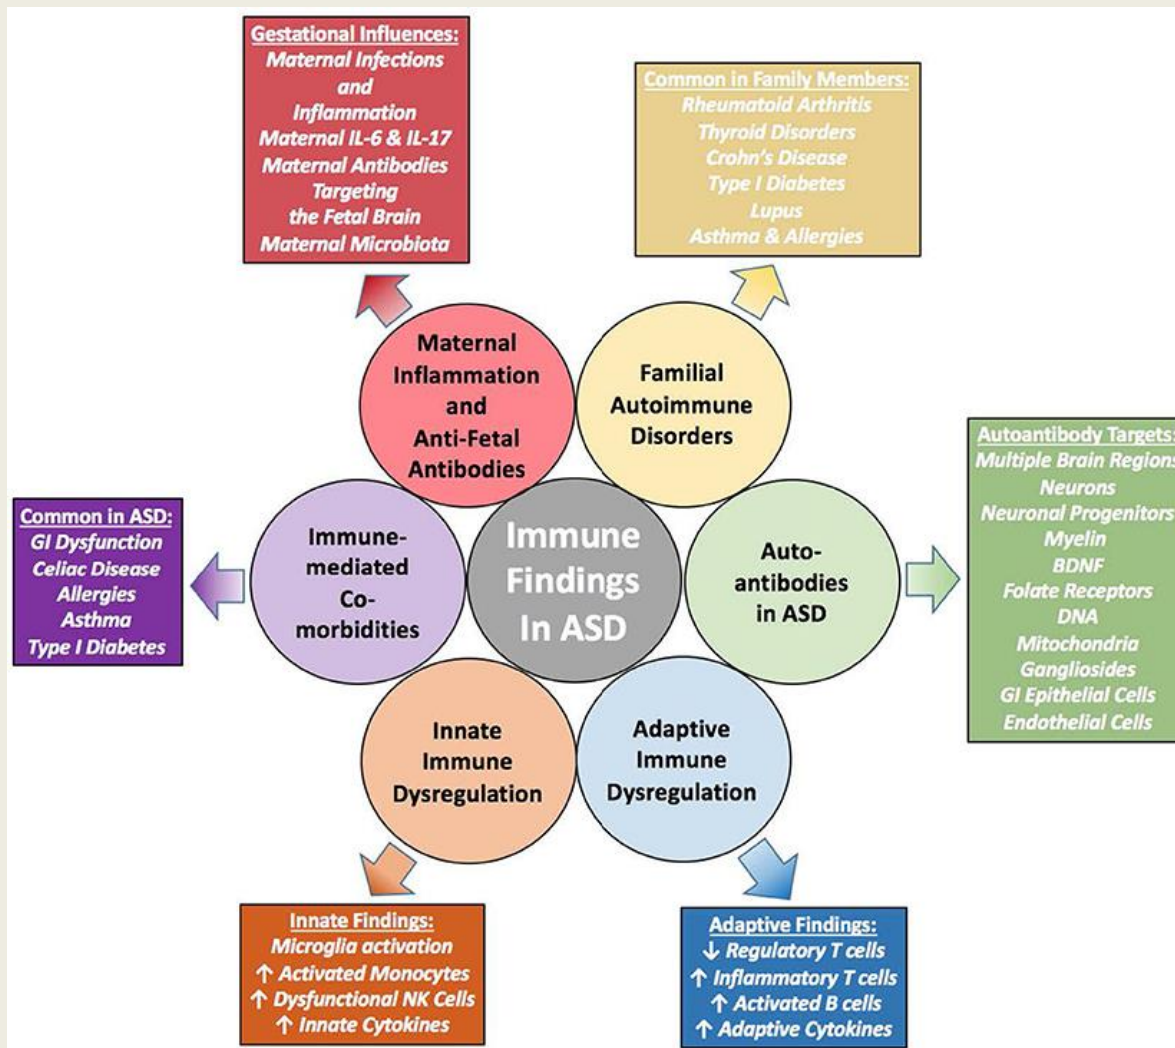 Gestational Influences:
Maternal Infections
and
Inflammation
Maternal IL-6 & IL-17
Maternal Antibodies
Targeting
the Fetal Brain
Maternal Microbiota
Common in Family Members:
Rheumatoid Arthritis
Thyroid Disorders
Crohn's Disease
Type I Diabetes
Lupus
Asthma & Allergies
Maternal
Inflammation
and
Anti-Fetal
Antibodies
Familial
Autoimmune
Disorders
Common in ASD:
GI Dysfunction
Celiac Disease
Allergies
Asthma
Type I Diabetes
Immune-
mediated
Co-
morbidities
Immune
Findings
In ASD
Auto-
antibodies
in ASD
Autoantibody Targets:
Multiple Brain Regions
Neurons
Neuronal Progenitors
Myelin
BDNF
Folate Receptors
DNA
Mitochondria
Gangliosides
GI Epithelial Cells
Endothelial Cells
Innate
Immune
Dysregulation
Adaptive
Immune
Dysregulation
Innate Findings:
Microglia activation
↑ Activated Monocytes
↑ Dysfunctional NK Cells
↑ Innate Cytokines
Adaptive Findings:
↓ Regulatory T cells
↑ Inflammatory T cells
↑ Activated B cells
↑ Adaptive Cytokines